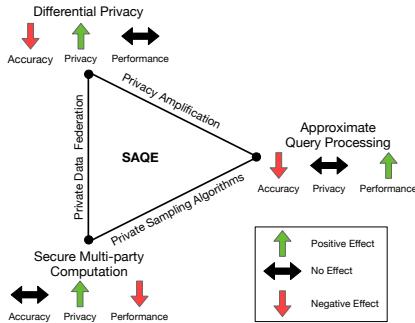 Differential Privacy
Accuracy Privacy Performance
Privacy Amplification
Private Data Federation
SAQE
Private Sampling Algorithms
Approximate
Query Processing
Accuracy Privacy Performance
Secure Multi-party
Computation
Accuracy Privacy Performance
Positive Effect
No Effect
Negative Effect